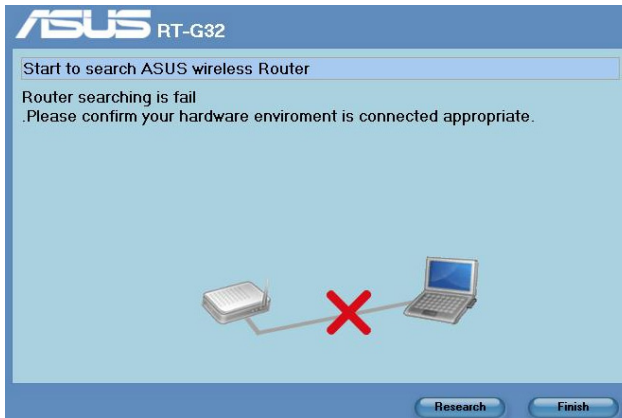 ASUS RT-G32
Start to search ASUS wireless Router
Router searching is fail
.Please confirm your hardware enviroment is connected appropriate.
Research Finish